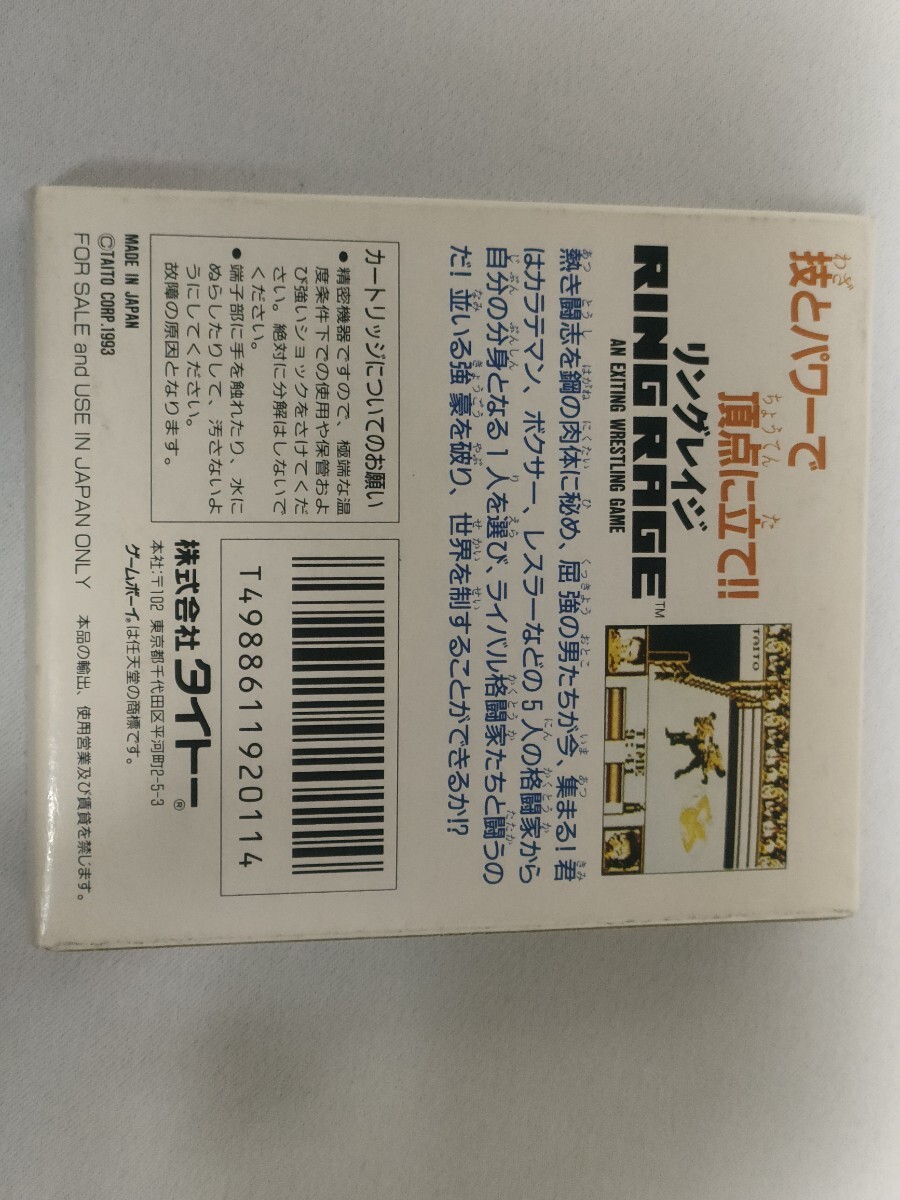 技とパワーで
頂点に立て!!
リングレイジ
RING RAGE™
AN EXITING WRESTLING GAME
TAITO
TIME
9:41
熱き闘志を鋼の肉体に秘め、屈強の男たちが今、集まる！君
はカラテマン、ボクサー、レスラーなどの5人の格闘家から
自分の分身となる1人を選び、ライバル格闘家たちと闘うの
だ！並いる強豪を破り、世界を制することができるか!?
カートリッジについてのお願い
●精密機器ですので、極端な温
度条件下での使用や保管およ
び強いショックをさけてくだ
さい。絶対に分解はしないで
ください。
●端子部に手を触れたり、水に
ぬらしたりして、汚さないよ
うにしてください。
故障の原因となります。
T4988611920114
株式会社タイトー®
本社:〒102 東京都千代田区平河町2-5-3
ゲームボーイ®は任天堂の商標です。
MADE IN JAPAN
©TAITO CORP.1993
FOR SALE and USE IN JAPAN ONLY 本品の輸出、使用営業及び賃貸を禁じます。